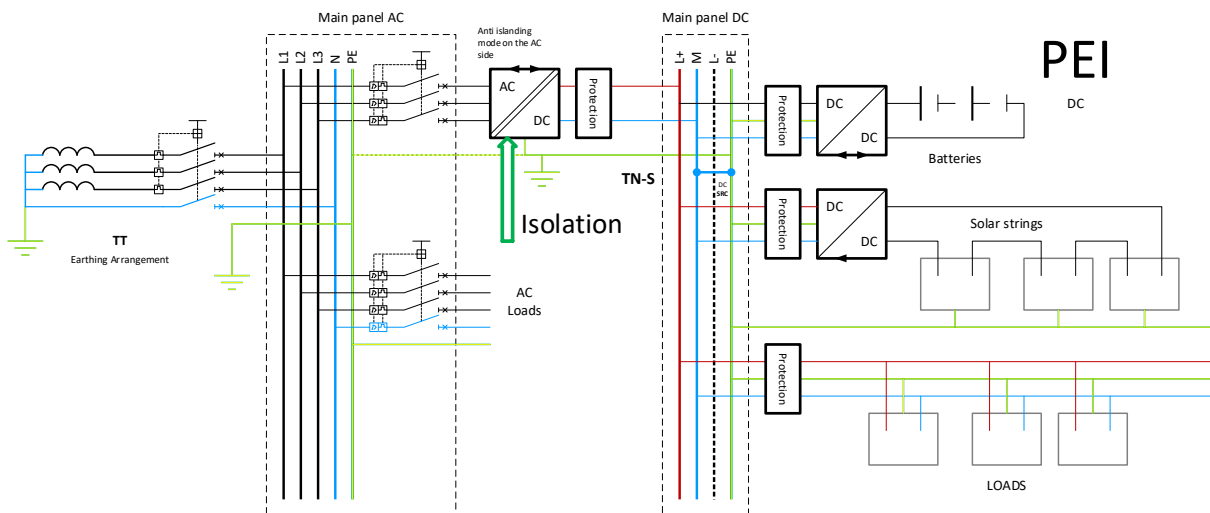 Main panel AC
Main panel DC
PEI
Anti islanding
mode on the AC
side
L1
L2
L3
N
PE
L+
M
L-
PE
AC
DC
Protection
Protection
DC
DC
DC
Batteries
TN-S
DC
SRC
Isolation
TT
Earthing Arrangement
DC
DC
Protection
Solar strings
AC
Loads
Protection
LOADS